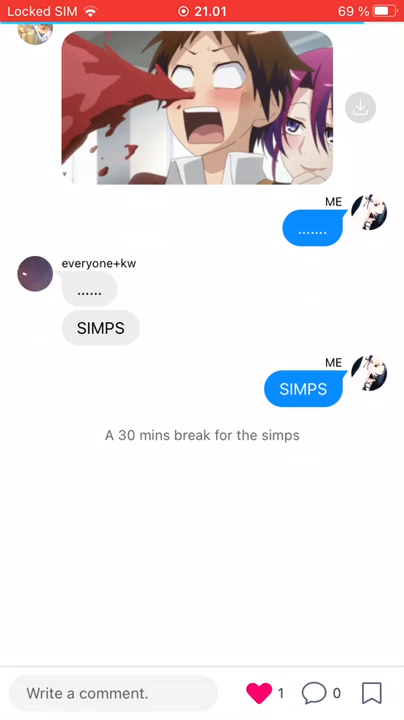 Locked SIM 21.01 69 %
ME
.......
everyone+kw
......
SIMPS
ME
SIMPS
A 30 mins break for the simps
Write a comment. 1 0